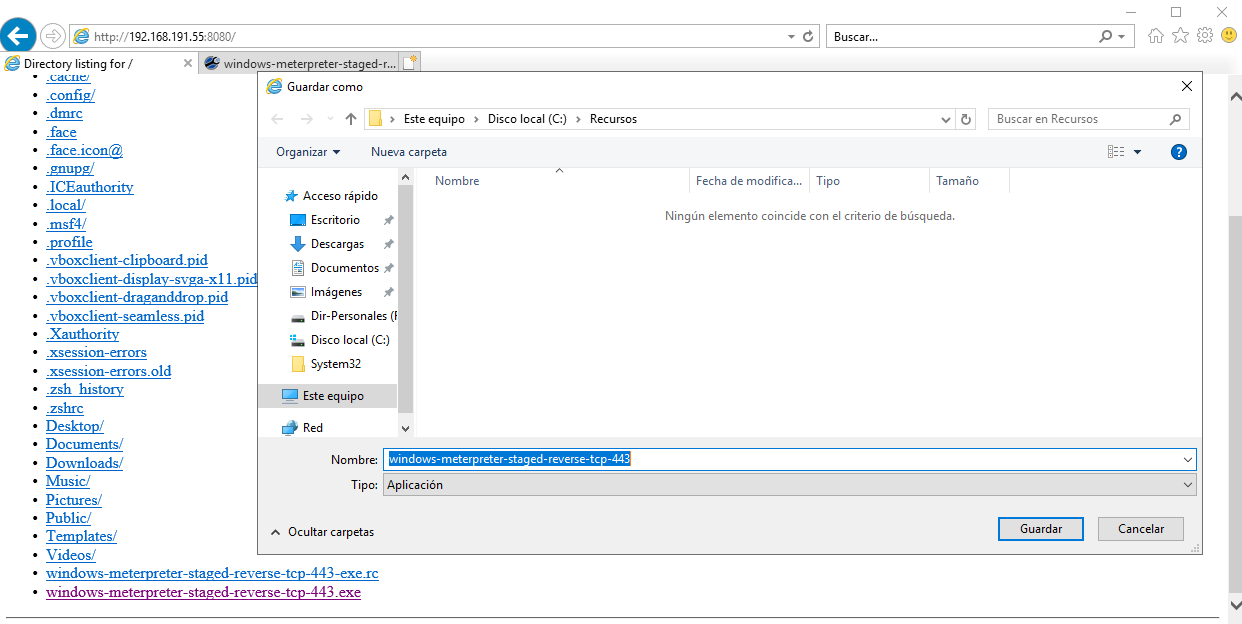 http://192.168.191.55:8080/
Buscar...
Directory listing for /
windows-meterpreter-staged-r...
.cache/
.config/
.dmrc
.face
.face.icon@
.gnupg/
.ICEauthority
.local/
.msf4/
.profile
.vboxclient-clipboard.pid
.vboxclient-display-svga-x11.pid
.vboxclient-draganddrop.pid
.vboxclient-seamless.pid
.Xauthority
.xsession-errors
.xsession-errors.old
.zsh_history
.zshrc
Desktop/
Documents/
Downloads/
Music/
Pictures/
Public/
Templates/
Videos/
windows-meterpreter-staged-reverse-tcp-443-exe.rc
windows-meterpreter-staged-reverse-tcp-443.exe
Guardar como
Este equipo > Disco local (C:) > Recursos
Buscar en Recursos
Organizar
Nueva carpeta
?
Nombre
Fecha de modifica...
Tipo
Tamaño
Ningún elemento coincide con el criterio de búsqueda.
Acceso rápido
Escritorio
Descargas
Documentos
Imágenes
Dir-Personales (
Disco local (C:)
System32
Este equipo
Red
Nombre: windows-meterpreter-staged-reverse-tcp-443
Tipo: Aplicación
Ocultar carpetas
Guardar
Cancelar